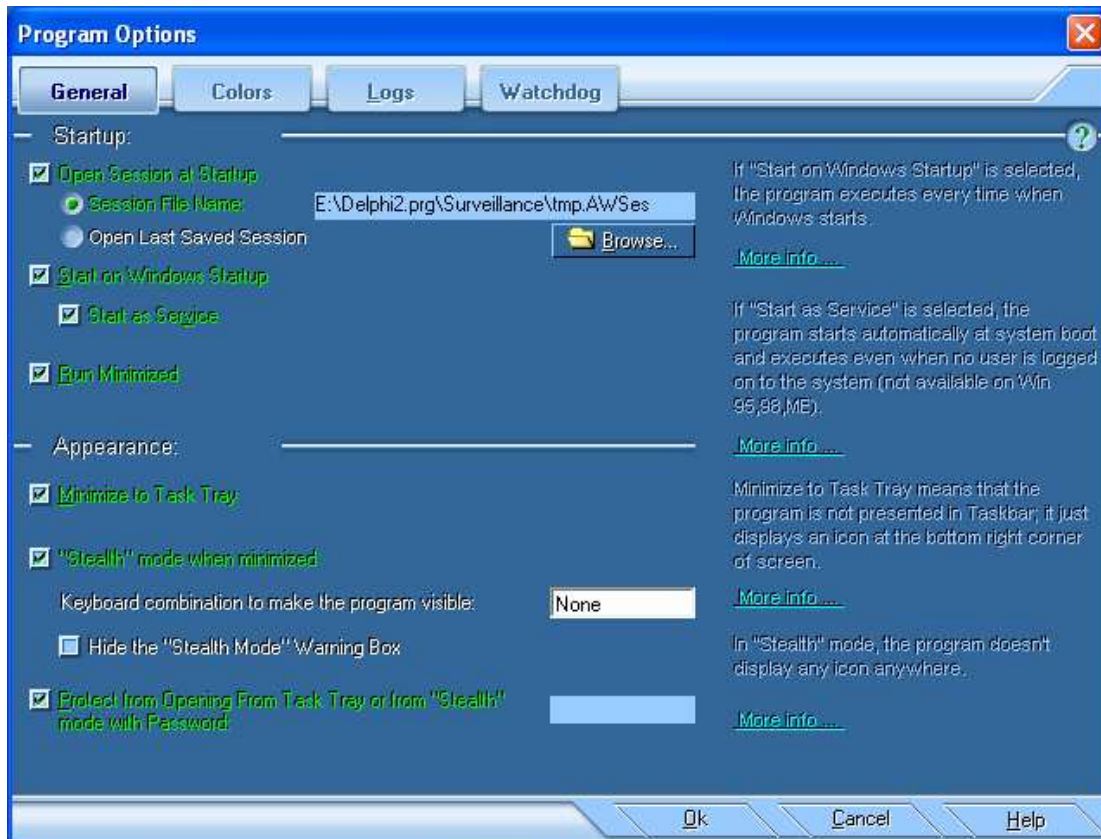 Program Options
General
Colors
Logs
Watchdog
Startup:
?
Open Session at Startup
Session File Name:
E:\Delphi2.prg\Surveillance\tmp.AWSes
Open Last Saved Session
Browse...
Start on Windows Startup
Start as Service
Run Minimized
If "Start on Windows Startup" is selected,
the program executes every time when
Windows starts.
More info ...
If "Start as Service" is selected, the
program starts automatically at system boot
and executes even when no user is logged
on to the system (not available on Win
95,98,ME).
More info ...
Appearance:
Minimize to Task Tray
"Stealth" mode when minimized
Keyboard combination to make the program visible:
None
Hide the "Stealth Mode" Warning Box
Protect from Opening From Task Tray or from "Stealth"
mode with Password
Minimize to Task Tray means that the
program is not presented in Taskbar; it just
displays an icon at the bottom right corner
of screen.
More info ...
In "Stealth" mode, the program doesn't
display any icon anywhere.
More info ...
Ok
Cancel
Help